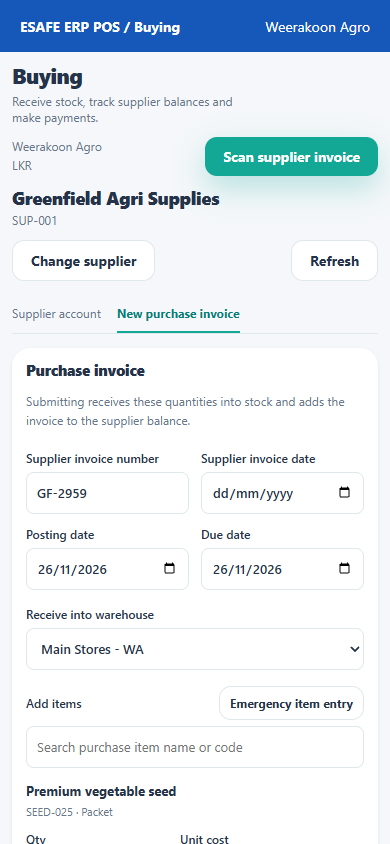 ESAFE ERP POS / Buying
Weerakoon Agro
Buying
Receive stock, track supplier balances and
make payments.
Weerakoon Agro
LKR
Scan supplier invoice
Greenfield Agri Supplies
SUP-001
Change supplier
Refresh
Supplier account
New purchase invoice
Purchase invoice
Submitting receives these quantities into stock and adds the
invoice to the supplier balance.
Supplier invoice number
Supplier invoice date
GF-2959
dd/mm/yyyy
Posting date
Due date
26/11/2026
26/11/2026
Receive into warehouse
Main Stores - WA
Add items
Emergency item entry
Search purchase item name or code
Premium vegetable seed
SEED-025 · Packet
Qty
Unit cost